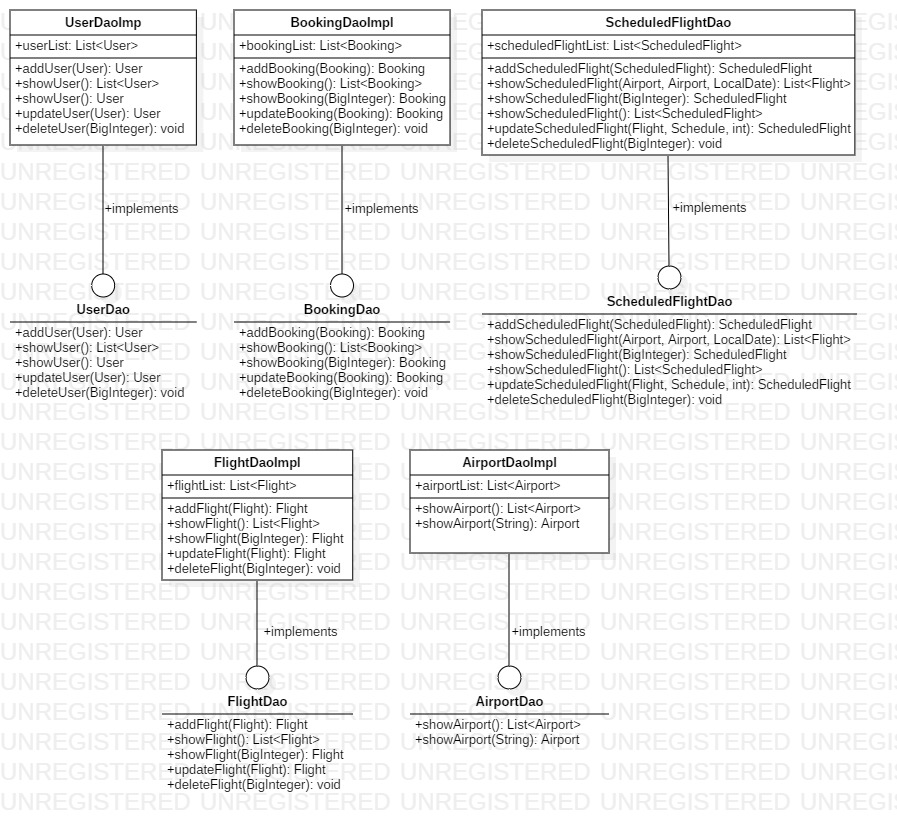 UserDaoImp
+userList: List<User>
+addUser(User): User
+showUser(): List<User>
+showUser(): User
+updateUser(User): User
+deleteUser(BigInteger): void
+implements
UserDao
+addUser(User): User
+showUser(): List<User>
+showUser(): User
+updateUser(User): User
+deleteUser(BigInteger): void
BookingDaoImpl
+bookingList: List<Booking>
+addBooking(Booking): Booking
+showBooking(): List<Booking>
+showBooking(BigInteger): Booking
+updateBooking(Booking): Booking
+deleteBooking(BigInteger): void
+implements
BookingDao
+addBooking(Booking): Booking
+showBooking(): List<Booking>
+showBooking(BigInteger): Booking
+updateBooking(Booking): Booking
+deleteBooking(BigInteger): void
ScheduledFlightDao
+scheduledFlightList: List<ScheduledFlight>
+addScheduledFlight(ScheduledFlight): ScheduledFlight
+showScheduledFlight(Airport, Airport, LocalDate): List<Flight>
+showScheduledFlight(BigInteger): ScheduledFlight
+showScheduledFlight(): List<ScheduledFlight>
+updateScheduledFlight(Flight, Schedule, int): ScheduledFlight
+deleteScheduledFlight(BigInteger): void
+implements
ScheduledFlightDao
+addScheduledFlight(ScheduledFlight): ScheduledFlight
+showScheduledFlight(Airport, Airport, LocalDate): List<Flight>
+showScheduledFlight(BigInteger): ScheduledFlight
+showScheduledFlight(): List<ScheduledFlight>
+updateScheduledFlight(Flight, Schedule, int): ScheduledFlight
+deleteScheduledFlight(BigInteger): void
FlightDaoImpl
+flightList: List<Flight>
+addFlight(Flight): Flight
+showFlight(): List<Flight>
+showFlight(BigInteger): Flight
+updateFlight(Flight): Flight
+deleteFlight(BigInteger): void
+implements
FlightDao
+addFlight(Flight): Flight
+showFlight(): List<Flight>
+showFlight(BigInteger): Flight
+updateFlight(Flight): Flight
+deleteFlight(BigInteger): void
AirportDaoImpl
+airportList: List<Airport>
+showAirport(): List<Airport>
+showAirport(String): Airport
+implements
AirportDao
+showAirport(): List<Airport>
+showAirport(String): Airport
UNREGISTERED